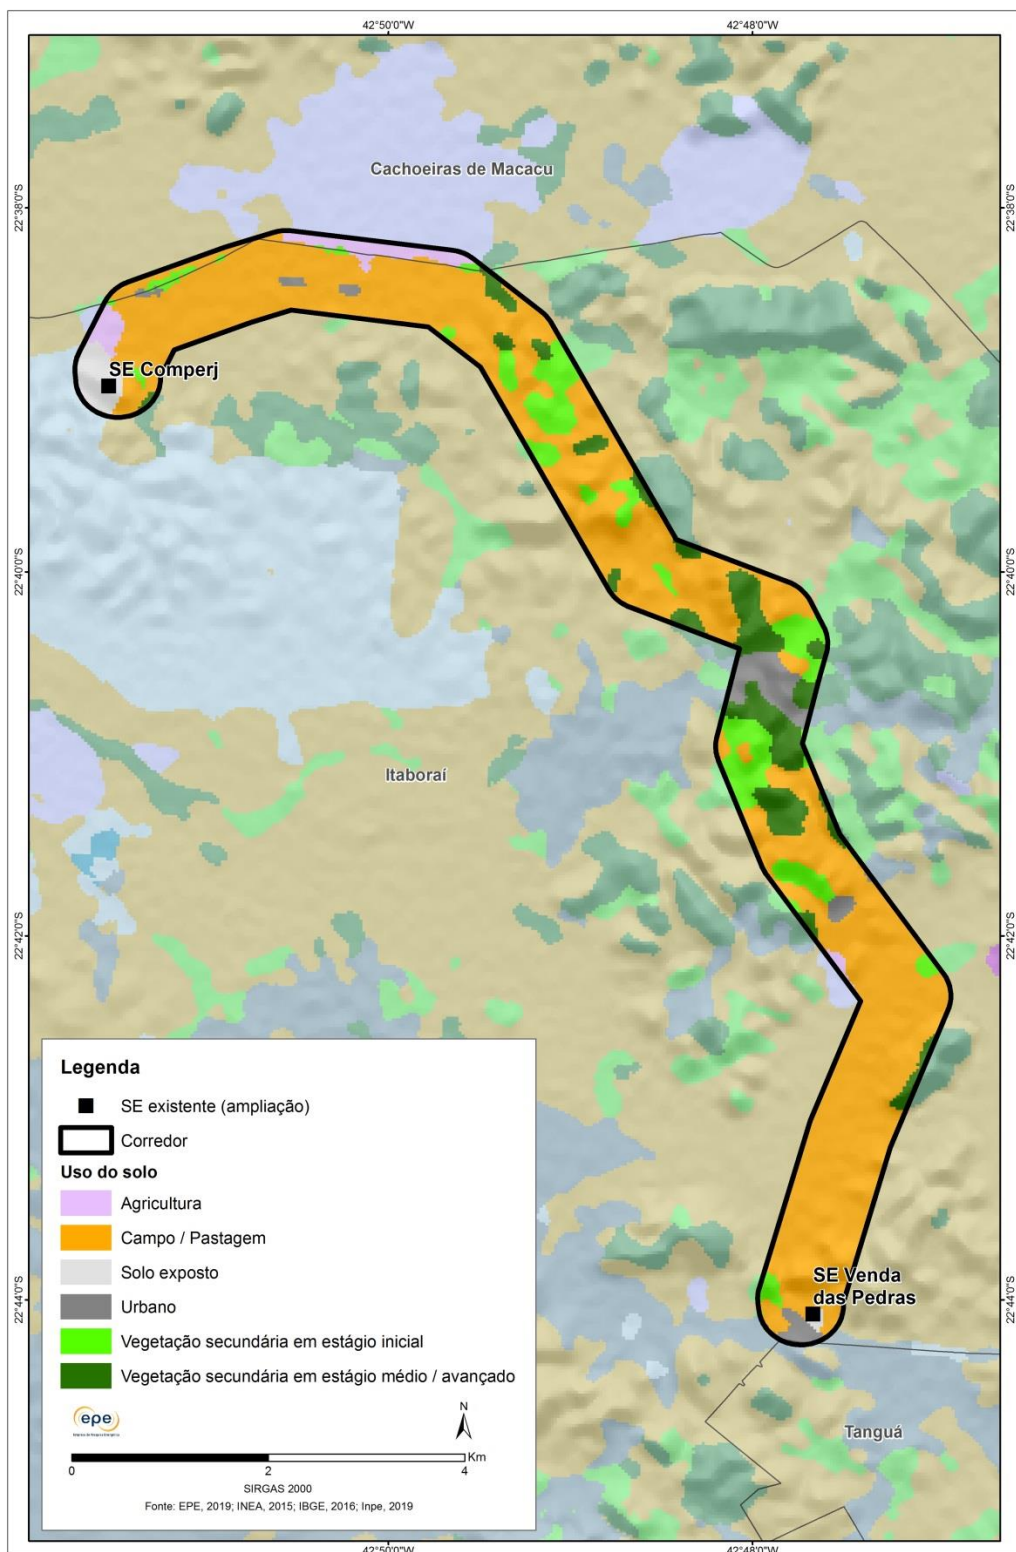 42°50'0"W
42°48'0"W
Cachoeiras de Macacu
22°38'0"S
22°38'0"S
SE Comperj
22°40'0"S
22°40'0"S
Itaboraí
22°42'0"S
22°42'0"S
Legenda
SE existente (ampliação)
Corredor
Uso do solo
Agricultura
Campo / Pastagem
Solo exposto
Urbano
Vegetação secundária em estágio inicial
Vegetação secundária em estágio médio / avançado
SE Venda
das Pedras
22°44'0"S
22°44'0"S
epe
N
Km
0
2
4
SIRGAS 2000
Fonte: EPE, 2019; INEA, 2015; IBGE, 2016; Inpe, 2019
Tanguá
42°50'0"W
42°48'0"W